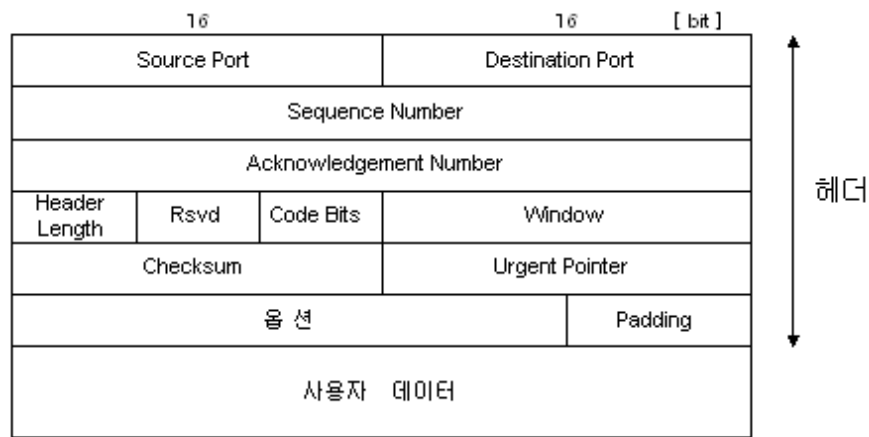 16 16 [ bit ]
Source Port Destination Port
Sequence Number
Acknowledgement Number
Header Length Rsvd Code Bits Window
Checksum Urgent Pointer
옵 션 Padding
사용자 데이터
헤더